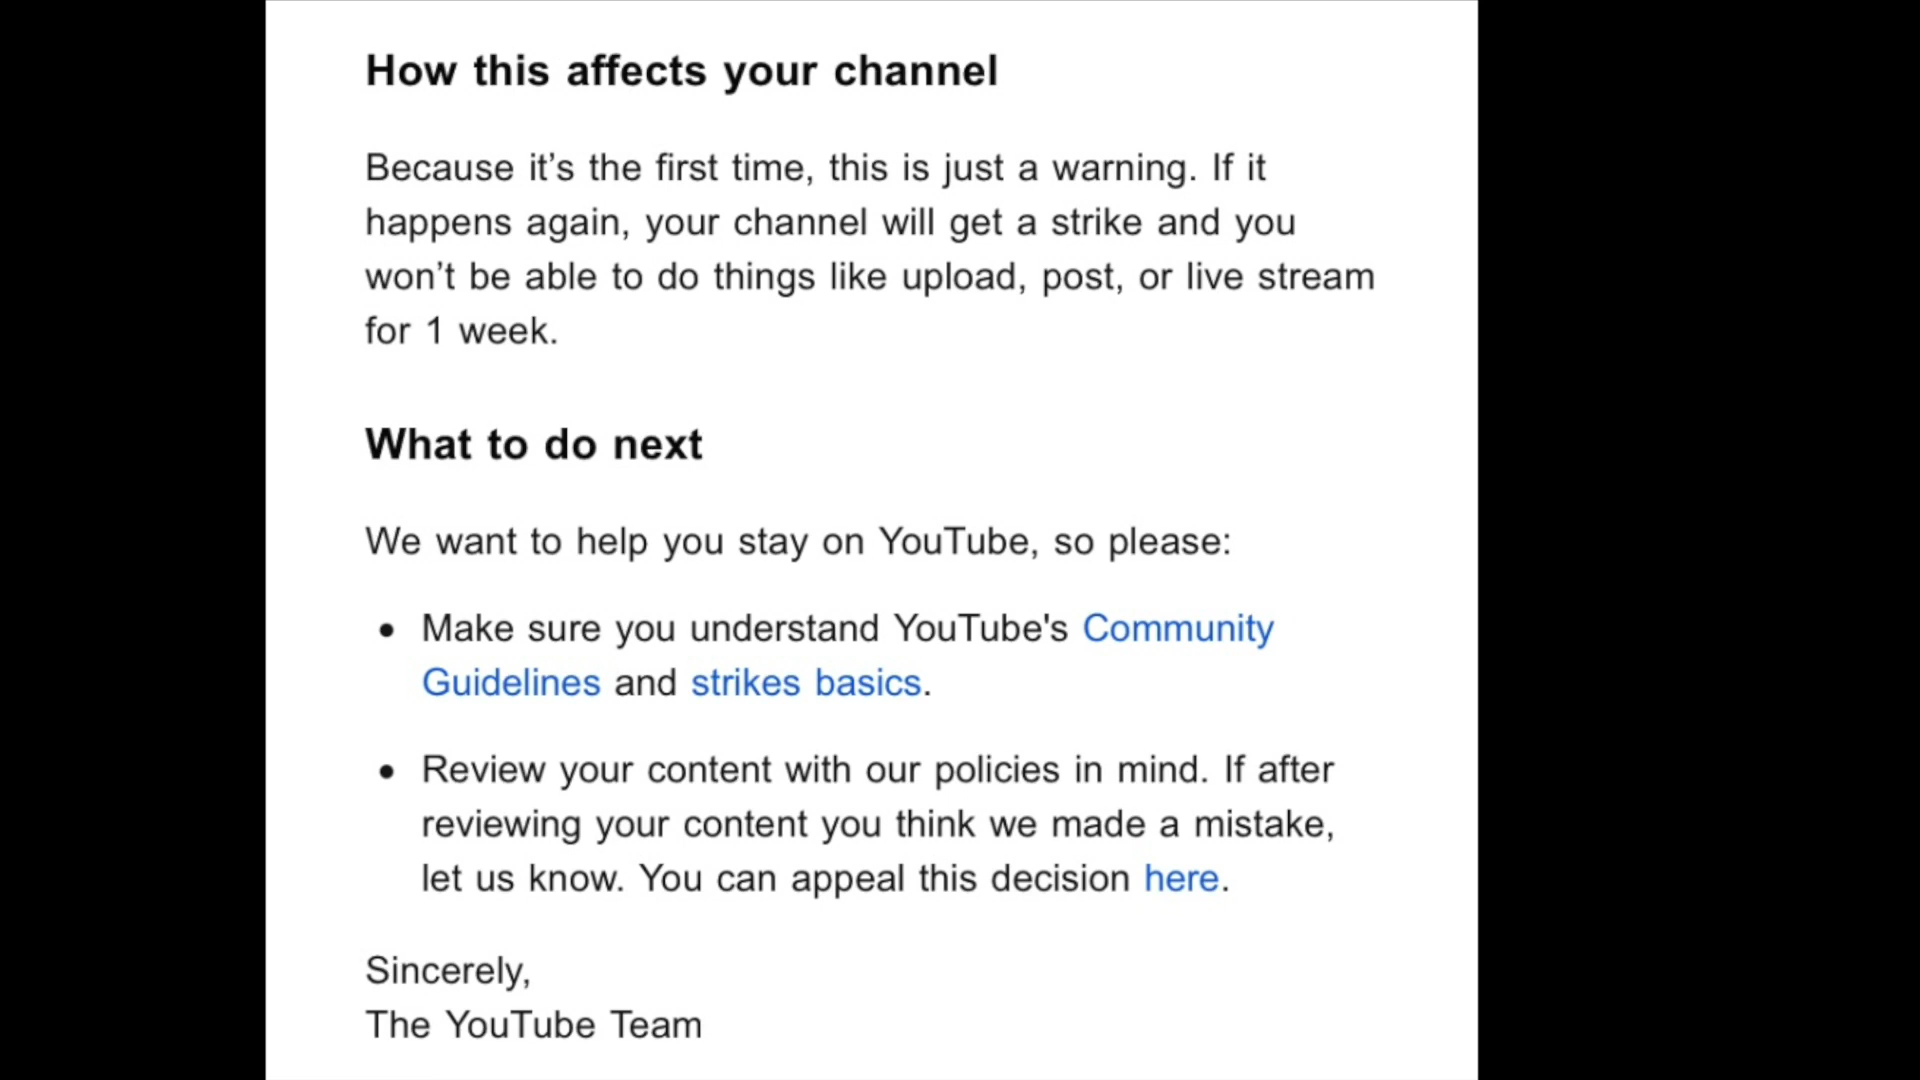 How this affects your channel
Because it’s the first time, this is just a warning. If it
happens again, your channel will get a strike and you
won’t be able to do things like upload, post, or live stream
for 1 week.
What to do next
We want to help you stay on YouTube, so please:
• Make sure you understand YouTube's Community
Guidelines and strikes basics.
• Review your content with our policies in mind. If after
reviewing your content you think we made a mistake,
let us know. You can appeal this decision here.
Sincerely,
The YouTube Team